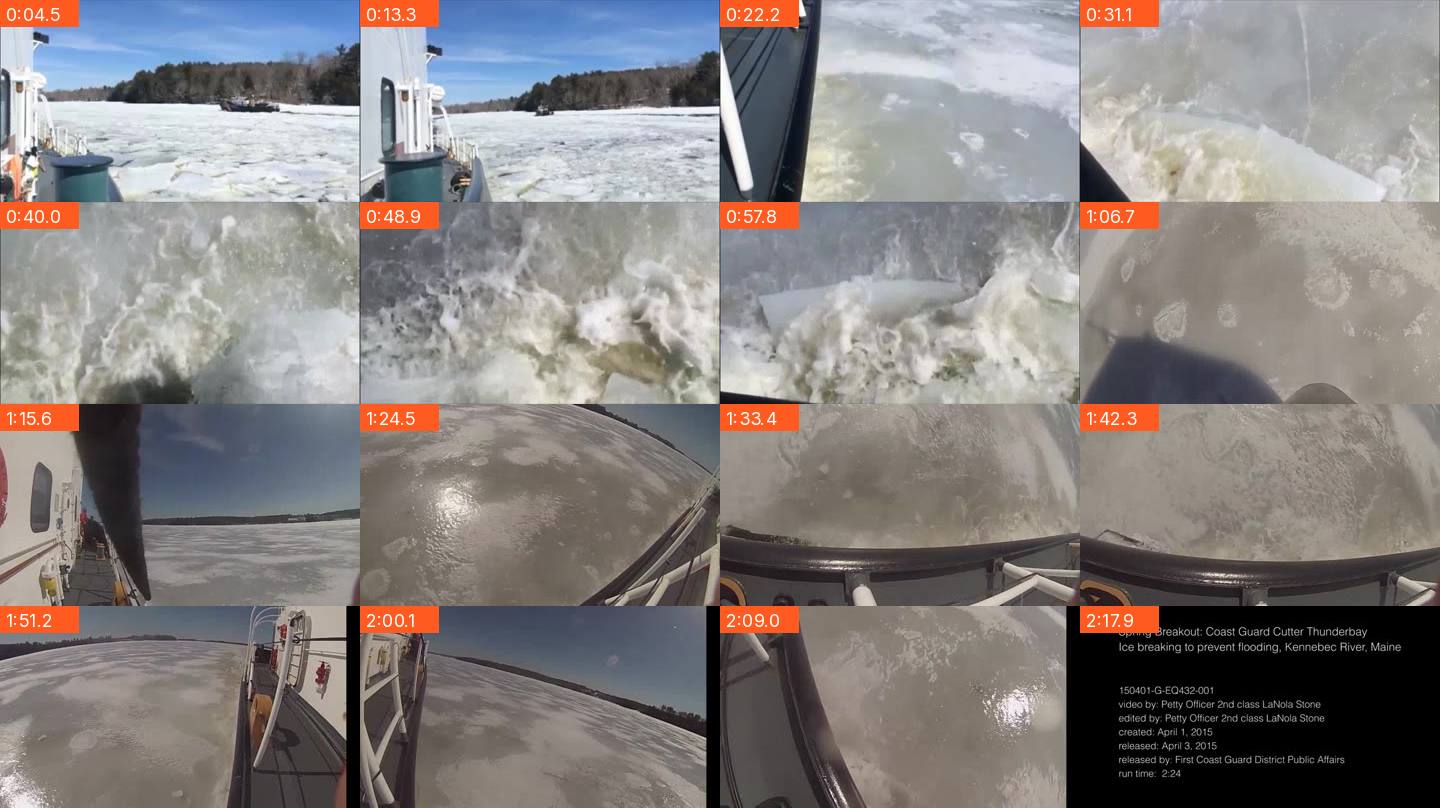 0:04.5
0:13.3
0:22.2
0:31.1
0:40.0
0:48.9
0:57.8
1:06.7
1:15.6
1:24.5
1:33.4
1:42.3
1:51.2
2:00.1
2:09.0
2:17.9
Spring Breakout: Coast Guard Cutter Thunderbay
Ice breaking to prevent flooding, Kennebec River, Maine
150401-G-EQ432-001
video by: Petty Officer 2nd class LaNola Stone
edited by: Petty Officer 2nd class LaNola Stone
created: April 1, 2015
released: April 3, 2015
released by: First Coast Guard District Public Affairs
run time: 2:24